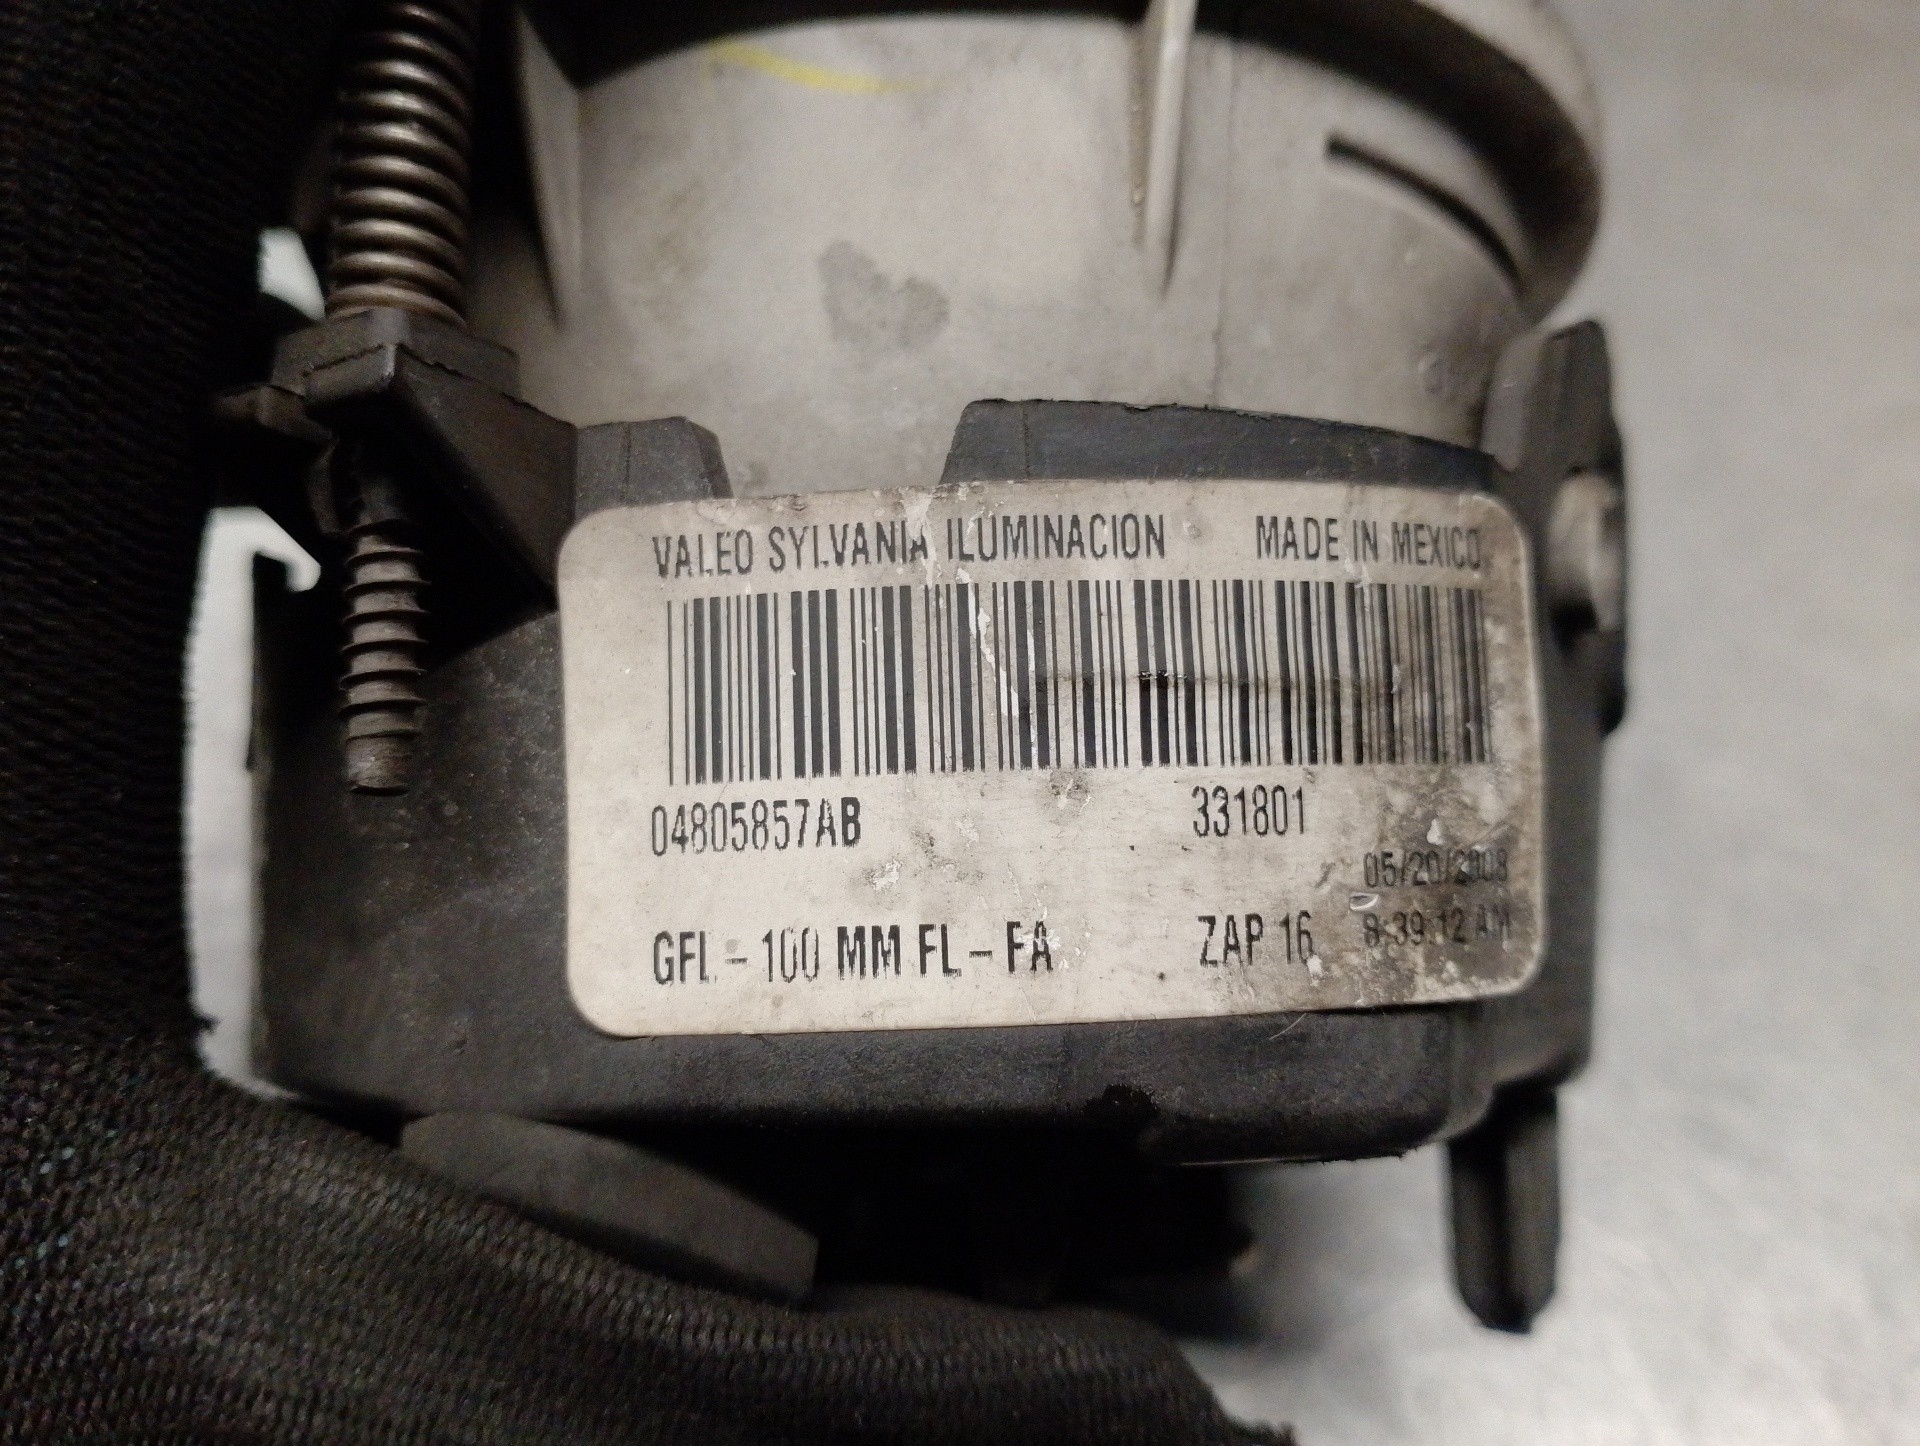 VALEO SYLVANIA ILUMINACION MADE IN MEXICO
04805857AB 331801
05/20/2008
GFL - 100 MM FL - FA ZAP 16 8:39:12 AM